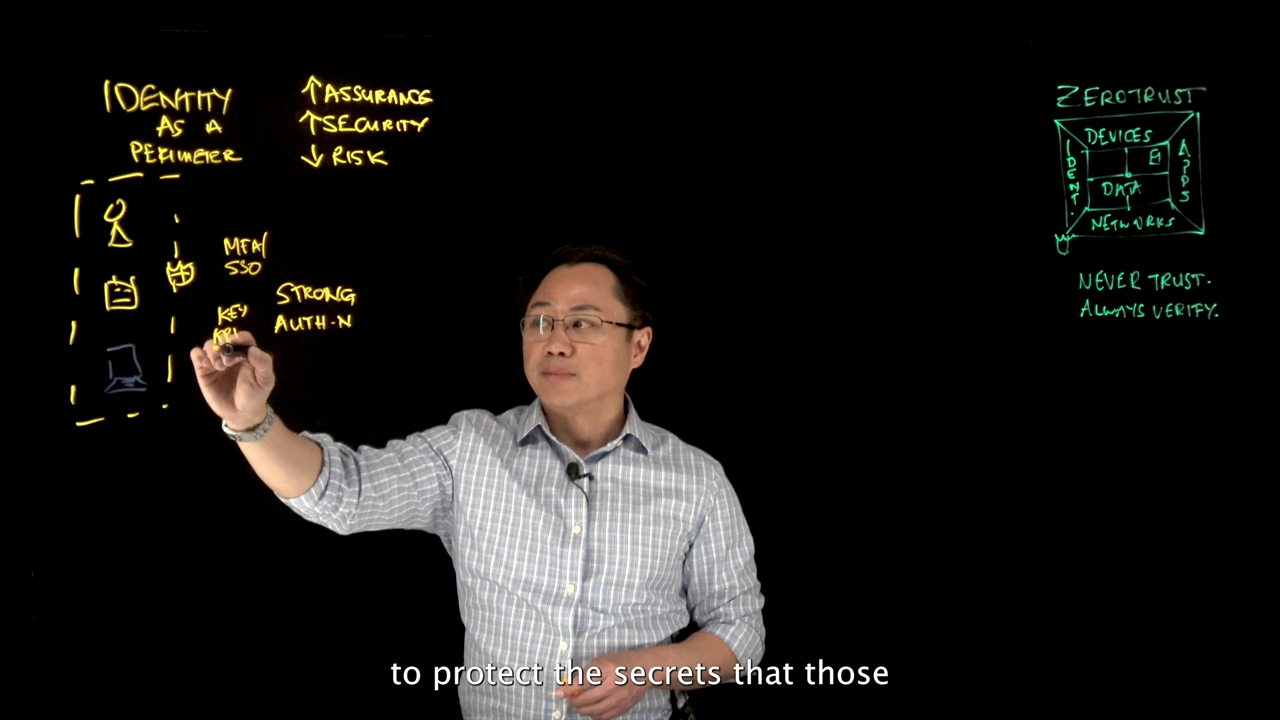 IDENTITY
AS A
PERIMETER
↑ASSURANCE
↑SECURITY
↓ RISK
MFA/
SSO
STRONG
AUTH-N
KEY
ZEROTRUST
DEVICES
IDENT.
APPS
DATA
NETWORKS
NEVER TRUST.
ALWAYS VERIFY.
to protect the secrets that those